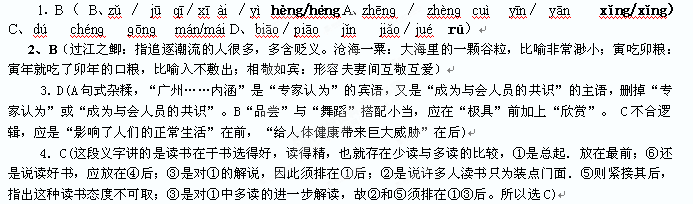 1. B（ B、zǔ / jū qī/ xī ài / yì hèng/héng A、zhēng / zhèng cuì yīn/ yān xīng/xǐng）
C、dú chéng gōng mán/mái D、biāo / piāo jìn jiáo/ jué rú）
2、B（过江之鲫：指追逐潮流的人很多，多含贬义。沧海一粟：大海里的一颗谷粒，比喻非常渺小；寅吃卯粮：
寅年就吃了卯年的口粮，比喻入不敷出；相敬如宾：形容夫妻间互敬互爱）
3. D(A 句式杂糅，“广州……内涵”是“专家认为”的宾语，又是“成为与会人员的共识”的主语，删掉“专
家认为”或“成为与会人员的共识”。B“品尝”与“舞蹈”搭配小当，应在“极具”前加上“欣赏”。 C 不合逻
辑，应是“影响了人们的正常生活”在前，“给人体健康带来巨大威胁”在后)
4. C(这段义字讲的是读书在于书选得好，读得精，也就存在少读与多读的比较，①是总起．放在最前；⑥还
是说读好书，应放在④后；③是对①的解说，因此须排在①后；②是说许多人读书只为装点门面．⑤则紧接其后，
指出这种读书态度不可取；③是对①中多读的进一步解读，故②和⑤须排在①③后。所以选 C)